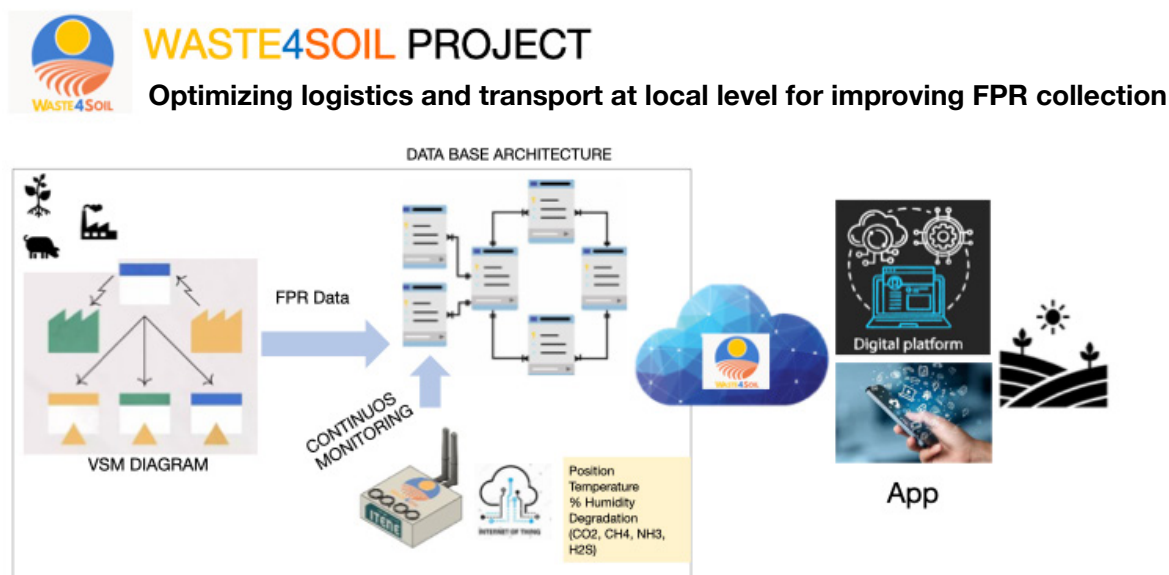 WASTE4SOIL PROJECT
WASTE4SOIL
Optimizing logistics and transport at local level for improving FPR collection
DATA BASE ARCHITECTURE
FPR Data
VSM DIAGRAM
CONTINUOS
MONITORING
ITENE
INTERNET OF THING
Position
Temperature
% Humidity
Degradation
(CO2, CH4, NH3,
H2S)
WASTE4SOIL
Digital platform
App